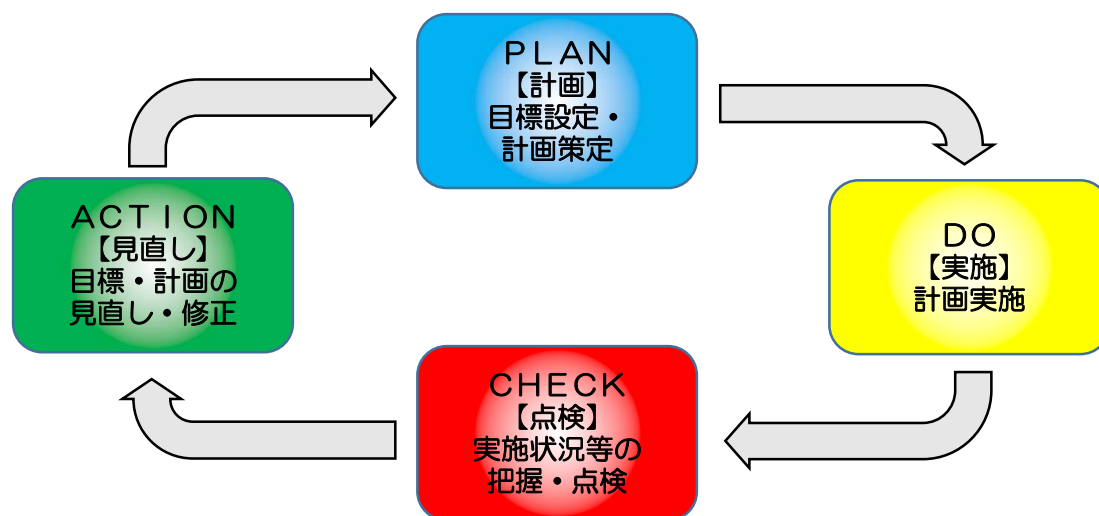 ＰＬＡＮ
【計画】
目標設定・
計画策定
ＤＯ
【実施】
計画実施
ＣＨＥＣＫ
【点検】
実施状況等の
把握・点検
ＡＣＴＩＯＮ
【見直し】
目標・計画の
見直し・修正